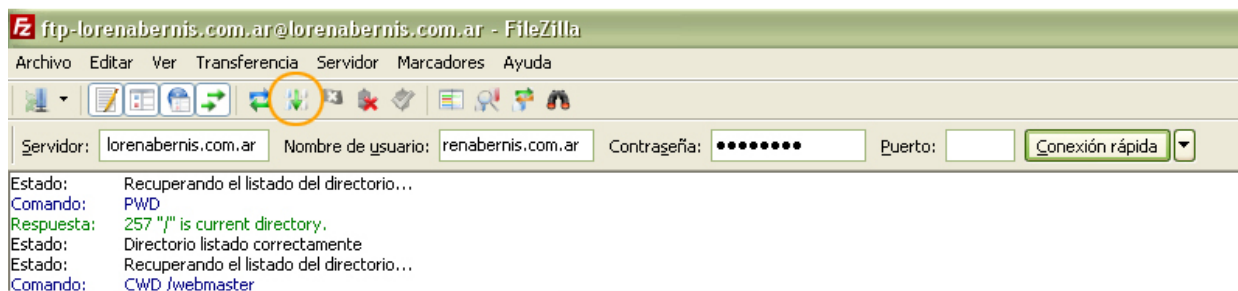 ftp-lorenabernis.com.ar@lorenabernis.com.ar - FileZilla
Archivo Editar Ver Transferencia Servidor Marcadores Ayuda
Servidor: lorenabernis.com.ar Nombre de usuario: renabernis.com.ar Contraseña: ●●●●●●●● Puerto: Conexión rápida
Estado: Recuperando el listado del directorio...
Comando: PWD
Respuesta: 257 "/" is current directory.
Estado: Directorio listado correctamente
Estado: Recuperando el listado del directorio...
Comando: CWD /webmaster